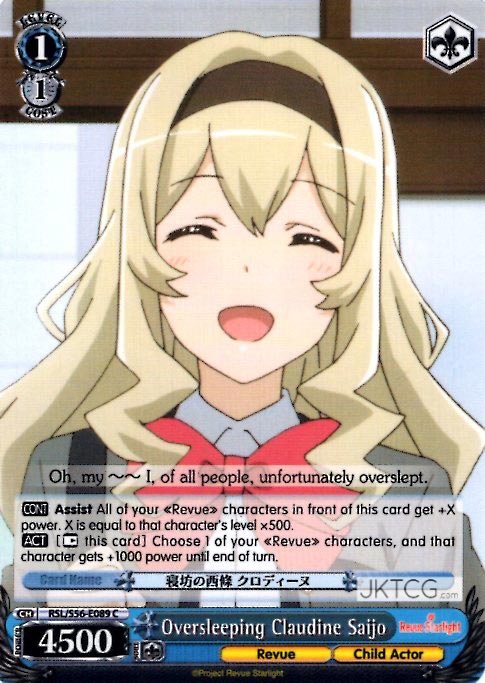 LEVEL
1
1
COST
Oh, my ～～ I, of all people, unfortunately overslept.
CONT Assist All of your «Revue» characters in front of this card get +X
power. X is equal to that character's level ×500.
ACT [ this card] Choose 1 of your «Revue» characters, and that
character gets +1000 power until end of turn.
Card Name 寝坊の西條 クロディーヌ
JKTCG.com
CH RSL/S56-E089 C
POWER 4500 Oversleeping Claudine Saijo Revue Starlight
Revue Child Actor
©Project Revue Starlight